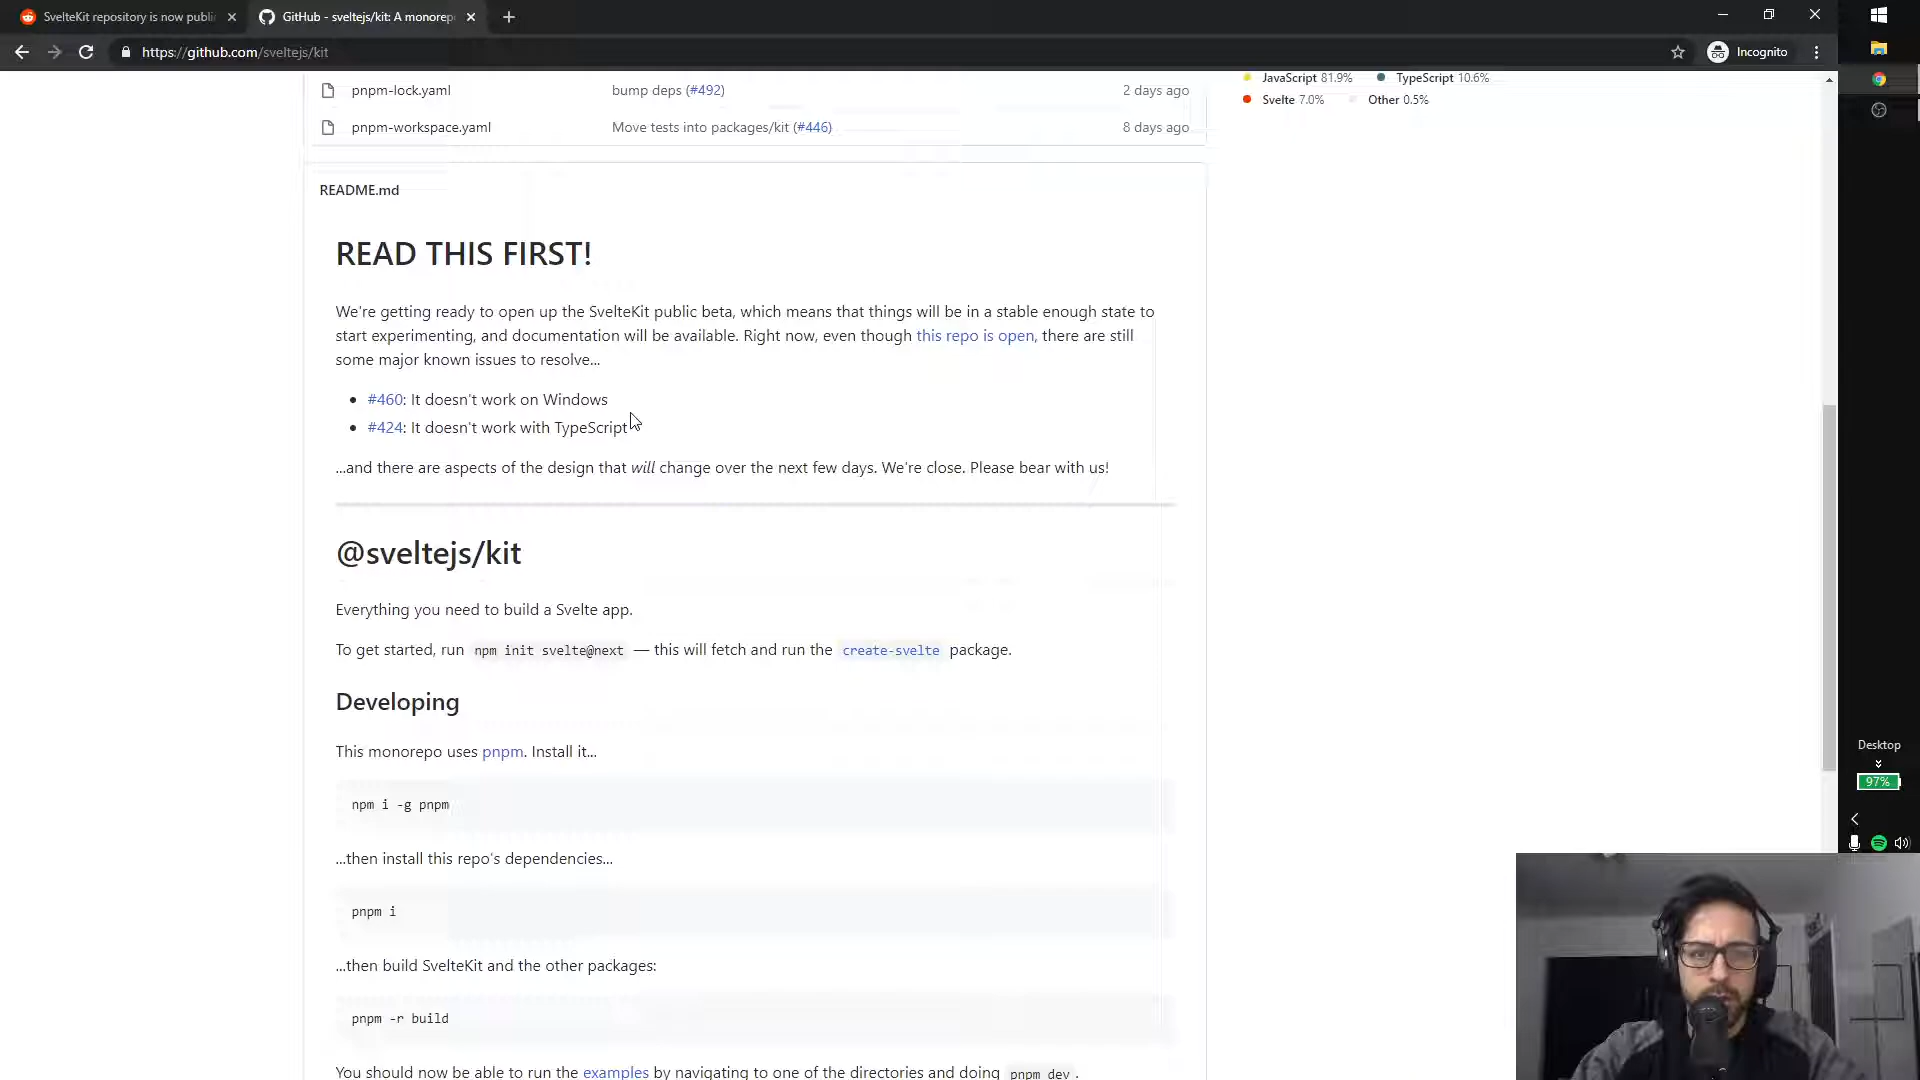 SvelteKit repository is now publi
GitHub - sveltejs/kit: A monorep
https://github.com/sveltejs/kit
Incognito
pnpm-lock.yaml bump deps (#492) 2 days ago
pnpm-workspace.yaml Move tests into packages/kit (#446) 8 days ago
JavaScript 81.9% TypeScript 10.6%
Svelte 7.0% Other 0.5%
README.md
READ THIS FIRST!
We're getting ready to open up the SvelteKit public beta, which means that things will be in a stable enough state to
start experimenting, and documentation will be available. Right now, even though this repo is open, there are still
some major known issues to resolve...
• #460: It doesn't work on Windows
• #424: It doesn't work with TypeScript
...and there are aspects of the design that will change over the next few days. We're close. Please bear with us!
@sveltejs/kit
Everything you need to build a Svelte app.
To get started, run npm init svelte@next — this will fetch and run the create-svelte package.
Developing
This monorepo uses pnpm. Install it...
npm i -g pnpm
...then install this repo's dependencies...
pnpm i
...then build SvelteKit and the other packages:
pnpm -r build
You should now be able to run the examples by navigating to one of the directories and doing pnpm dev.
Desktop
97%